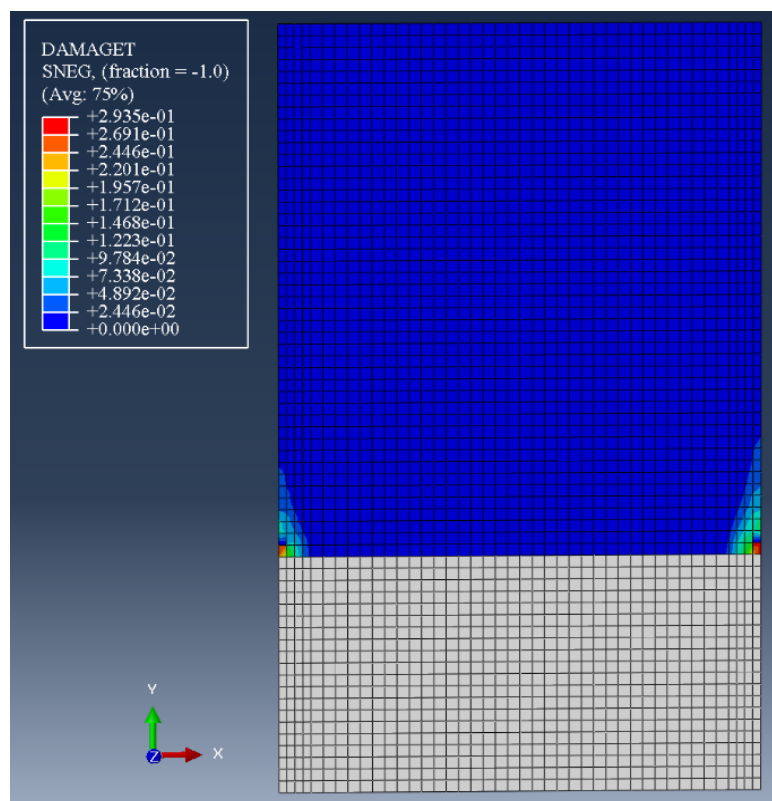 DAMAGET
SNEG, (fraction = -1.0)
(Avg: 75%)
+2.935e-01
+2.691e-01
+2.446e-01
+2.201e-01
+1.957e-01
+1.712e-01
+1.468e-01
+1.223e-01
+9.784e-02
+7.338e-02
+4.892e-02
+2.446e-02
+0.000e+00
Y
Z
X